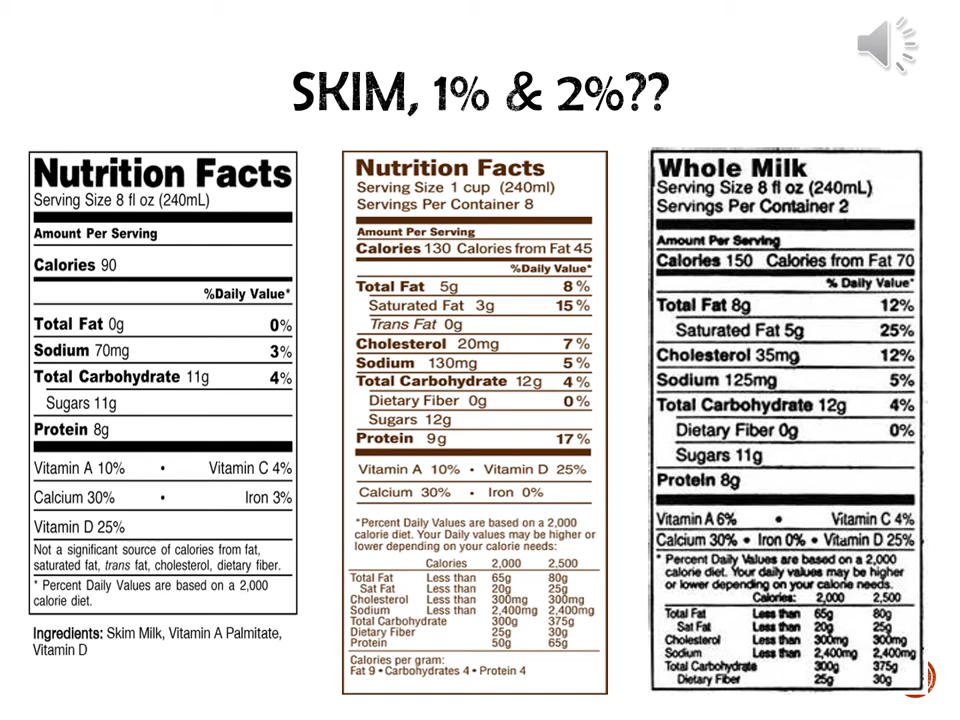 SKIM, 1% & 2%??
Nutrition Facts
Serving Size 8 fl oz (240mL)
Amount Per Serving
Calories 90
%Daily Value*
Total Fat 0g 0%
Sodium 70mg 3%
Total Carbohydrate 11g 4%
Sugars 11g
Protein 8g
Vitamin A 10% • Vitamin C 4%
Calcium 30% • Iron 3%
Vitamin D 25%
Not a significant source of calories from fat,
saturated fat, trans fat, cholesterol, dietary fiber.
* Percent Daily Values are based on a 2,000
calorie diet.
Ingredients: Skim Milk, Vitamin A Palmitate,
Vitamin D
Nutrition Facts
Serving Size 1 cup (240ml)
Servings Per Container 8
Amount Per Serving
Calories 130 Calories from Fat 45
%Daily Value*
Total Fat 5g 8%
Saturated Fat 3g 15%
Trans Fat 0g
Cholesterol 20mg 7%
Sodium 130mg 5%
Total Carbohydrate 12g 4%
Dietary Fiber 0g 0%
Sugars 12g
Protein 9g 17%
Vitamin A 10% • Vitamin D 25%
Calcium 30% • Iron 0%
*Percent Daily Values are based on a 2,000
calorie diet. Your Daily values may be higher or
lower depending on your calorie needs:
Calories 2,000 2,500
Total Fat Less than 65g 80g
Sat Fat Less than 20g 25g
Cholesterol Less than 300mg 300mg
Sodium Less than 2,400mg 2,400mg
Total Carbohydrate 300g 375g
Dietary Fiber 25g 30g
Protein 50g 65g
Calories per gram:
Fat 9 • Carbohydrates 4 • Protein 4
Whole Milk
Serving Size 8 fl oz (240mL)
Servings Per Container 2
Amount Per Serving
Calories 150 Calories from Fat 70
% Daily Value*
Total Fat 8g 12%
Saturated Fat 5g 25%
Cholesterol 35mg 12%
Sodium 125mg 5%
Total Carbohydrate 12g 4%
Dietary Fiber 0g 0%
Sugars 11g
Protein 8g
Vitamin A 6% • Vitamin C 4%
Calcium 30% • Iron 0% • Vitamin D 25%
* Percent Daily Values are based on a 2,000
calorie diet. Your daily values may be higher
or lower depending on your calorie needs.
Calories: 2,000 2,500
Total Fat Less than 65g 80g
Sat Fat Less than 20g 25g
Cholesterol Less than 300mg 300mg
Sodium Less than 2,400mg 2,400mg
Total Carbohydrate 300g 375g
Dietary Fiber 25g 30g